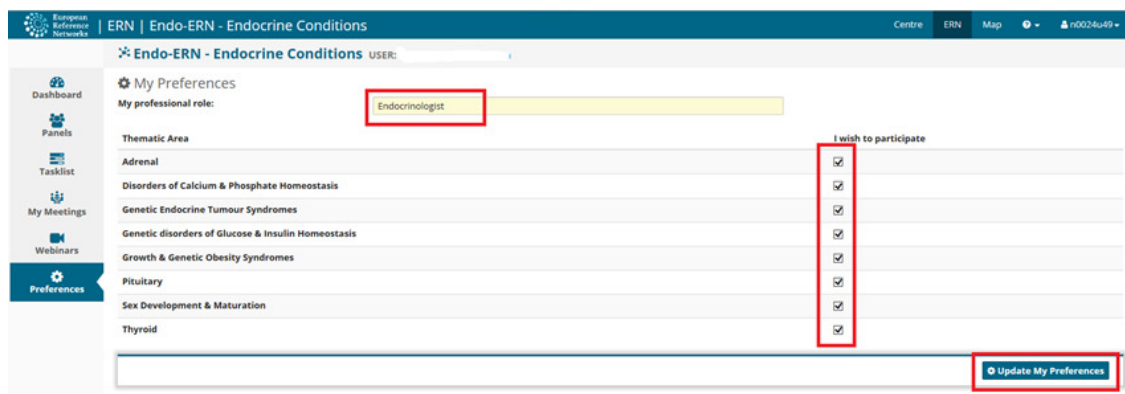 European
Reference
Networks
ERN | Endo-ERN - Endocrine Conditions
Centre ERN Map n0024u49
Endo-ERN - Endocrine Conditions USER:
Dashboard
Panels
Tasklist
My Meetings
Webinars
Preferences
My Preferences
My professional role: Endocrinologist
Thematic Area I wish to participate
Adrenal
Disorders of Calcium & Phosphate Homeostasis
Genetic Endocrine Tumour Syndromes
Genetic disorders of Glucose & Insulin Homeostasis
Growth & Genetic Obesity Syndromes
Pituitary
Sex Development & Maturation
Thyroid
Update My Preferences